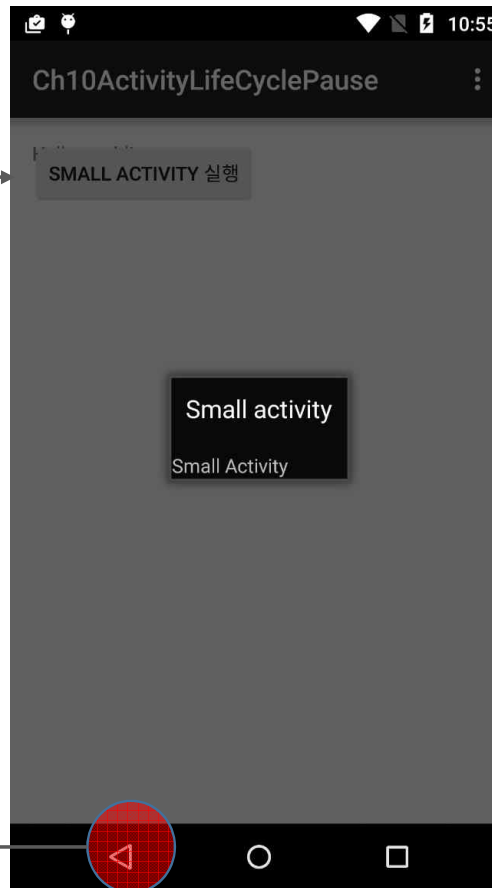 10:55
Ch10ActivityLifeCyclePause
SMALL ACTIVITY 실행
Small activity
Small Activity